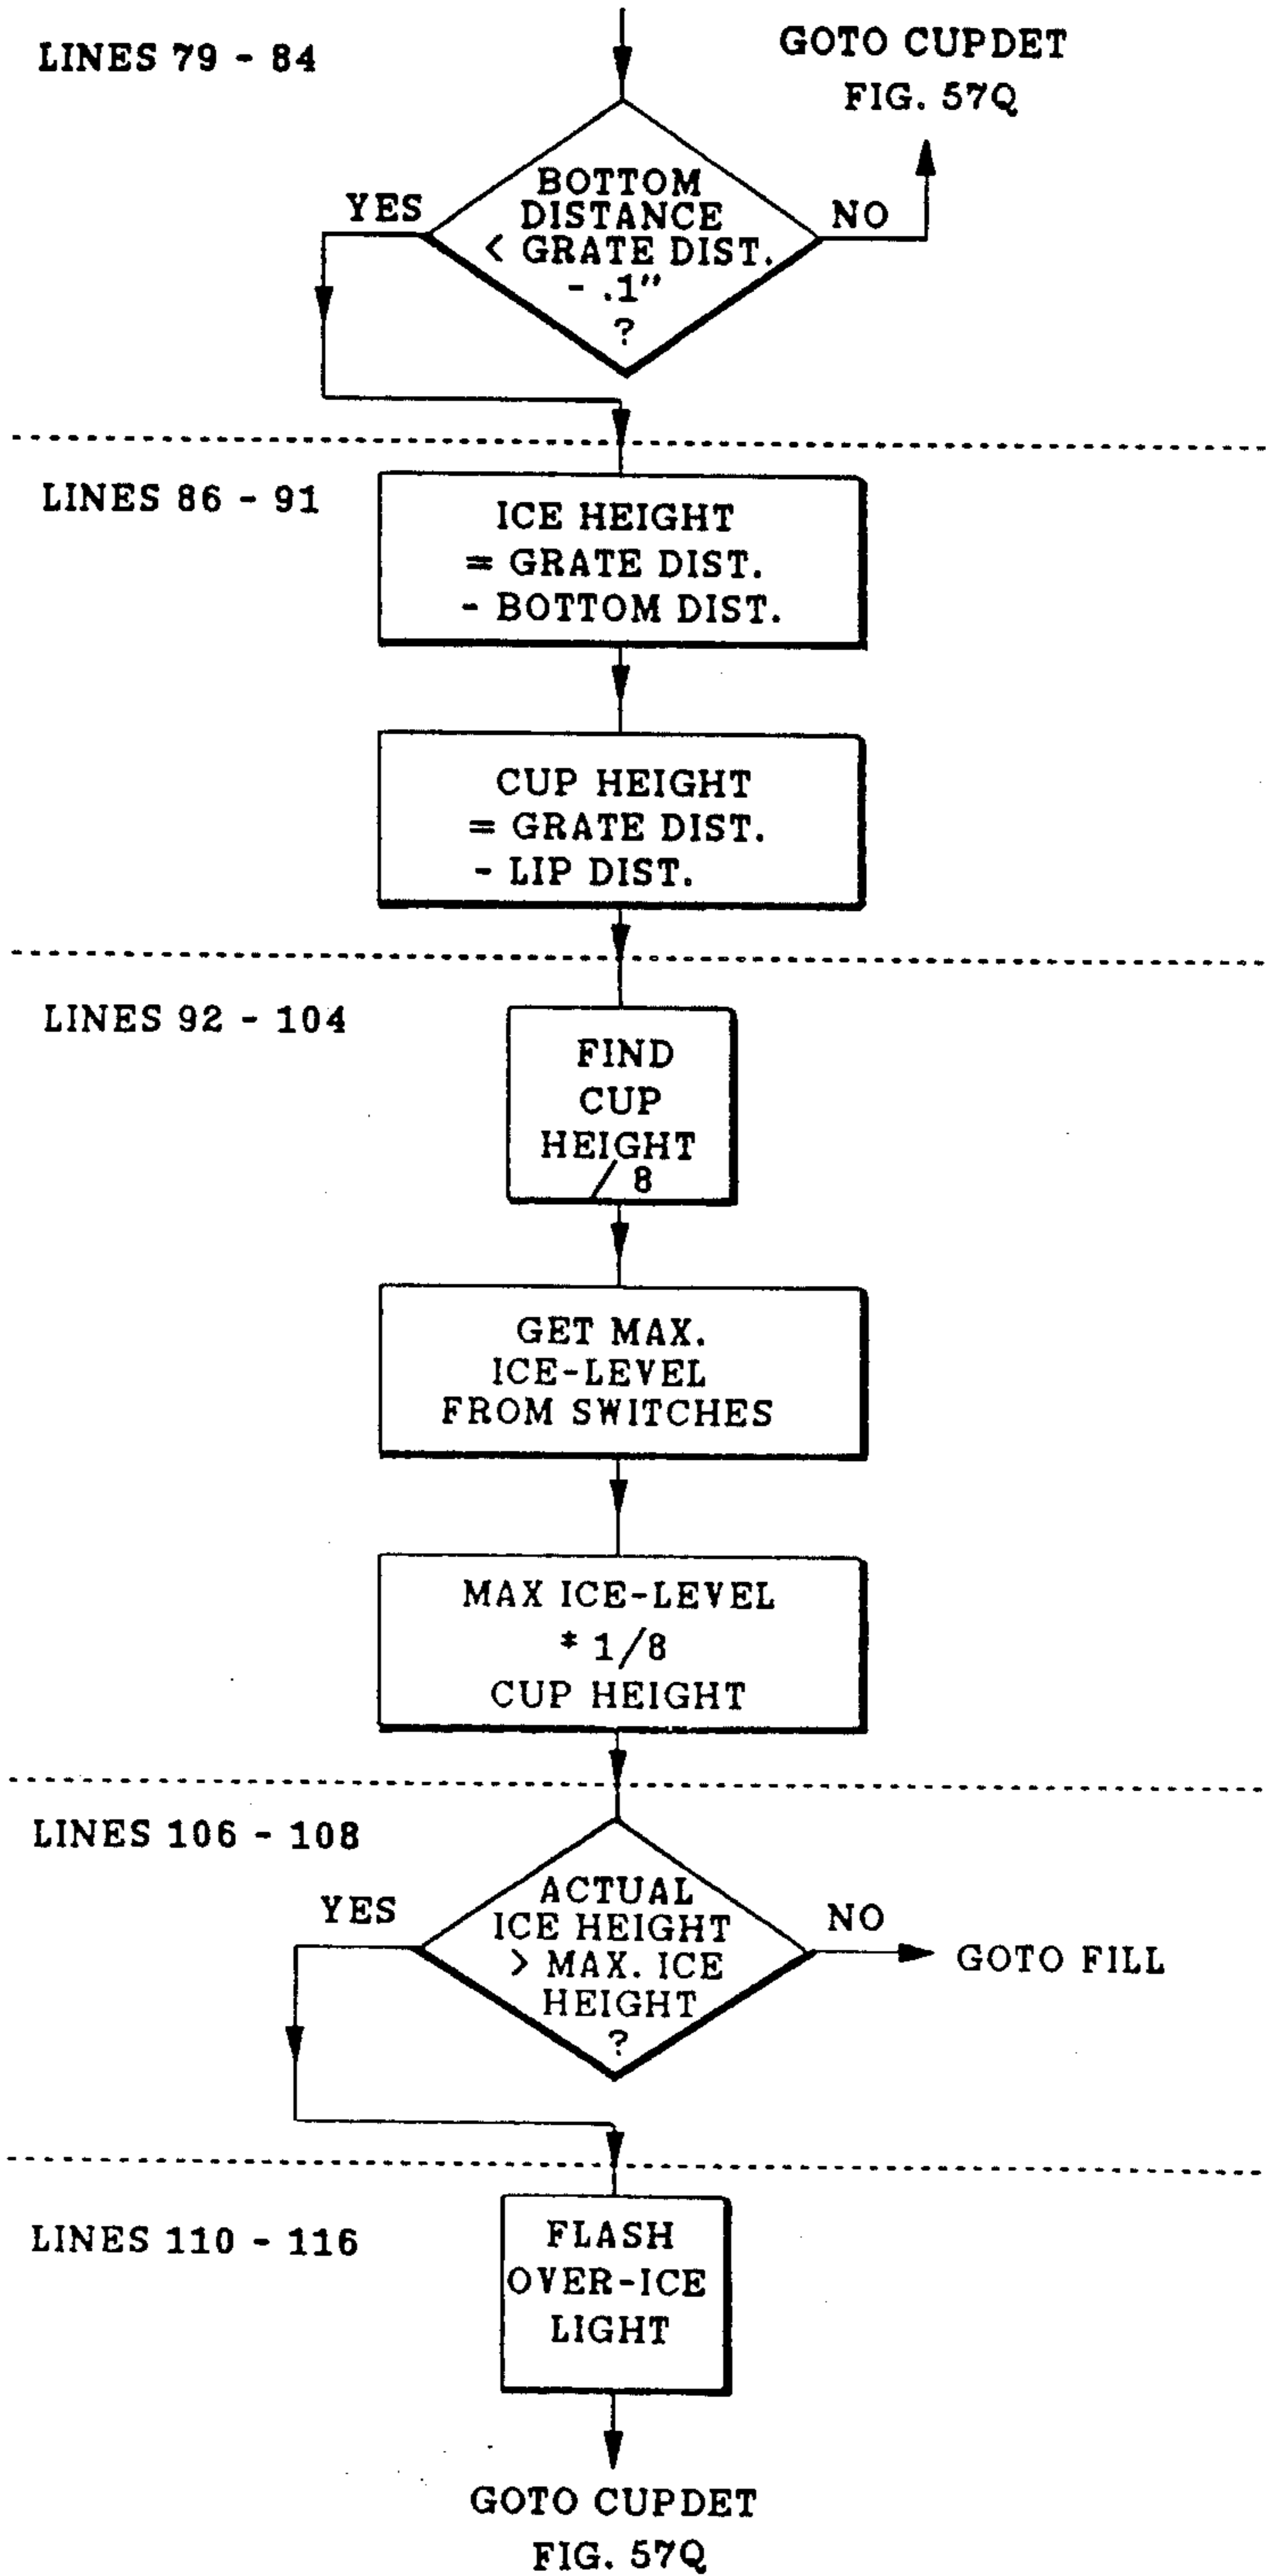 LINES 79 - 84
GOTO CUPDET
FIG. 57Q
BOTTOM
DISTANCE
< GRATE DIST.
- .1"
?
YES
NO
LINES 86 - 91
ICE HEIGHT
= GRATE DIST.
- BOTTOM DIST.
CUP HEIGHT
= GRATE DIST.
- LIP DIST.
LINES 92 - 104
FIND
CUP
HEIGHT
/ 8
GET MAX.
ICE-LEVEL
FROM SWITCHES
MAX ICE-LEVEL
* 1/8
CUP HEIGHT
LINES 106 - 108
ACTUAL
ICE HEIGHT
> MAX. ICE
HEIGHT
?
YES
NO
GOTO FILL
LINES 110 - 116
FLASH
OVER-ICE
LIGHT
GOTO CUPDET
FIG. 57Q